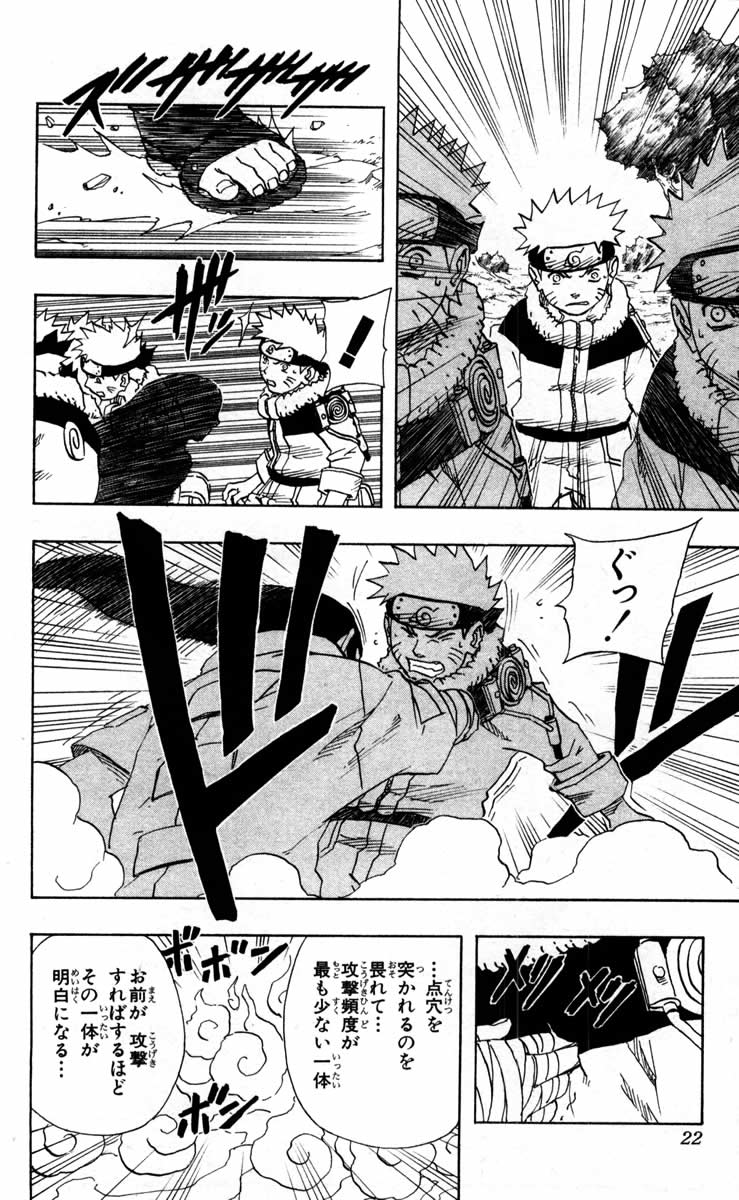 ズザザザザ
！
ザザッ
ぐっ！
ドッ
メリ
メリ
…点穴を
突かれるのを
畏れて…
攻撃頻度が
最も少ない一体
お前が 攻撃
すればするほど
その一体が
明白になる…
ボボン
ボン
22